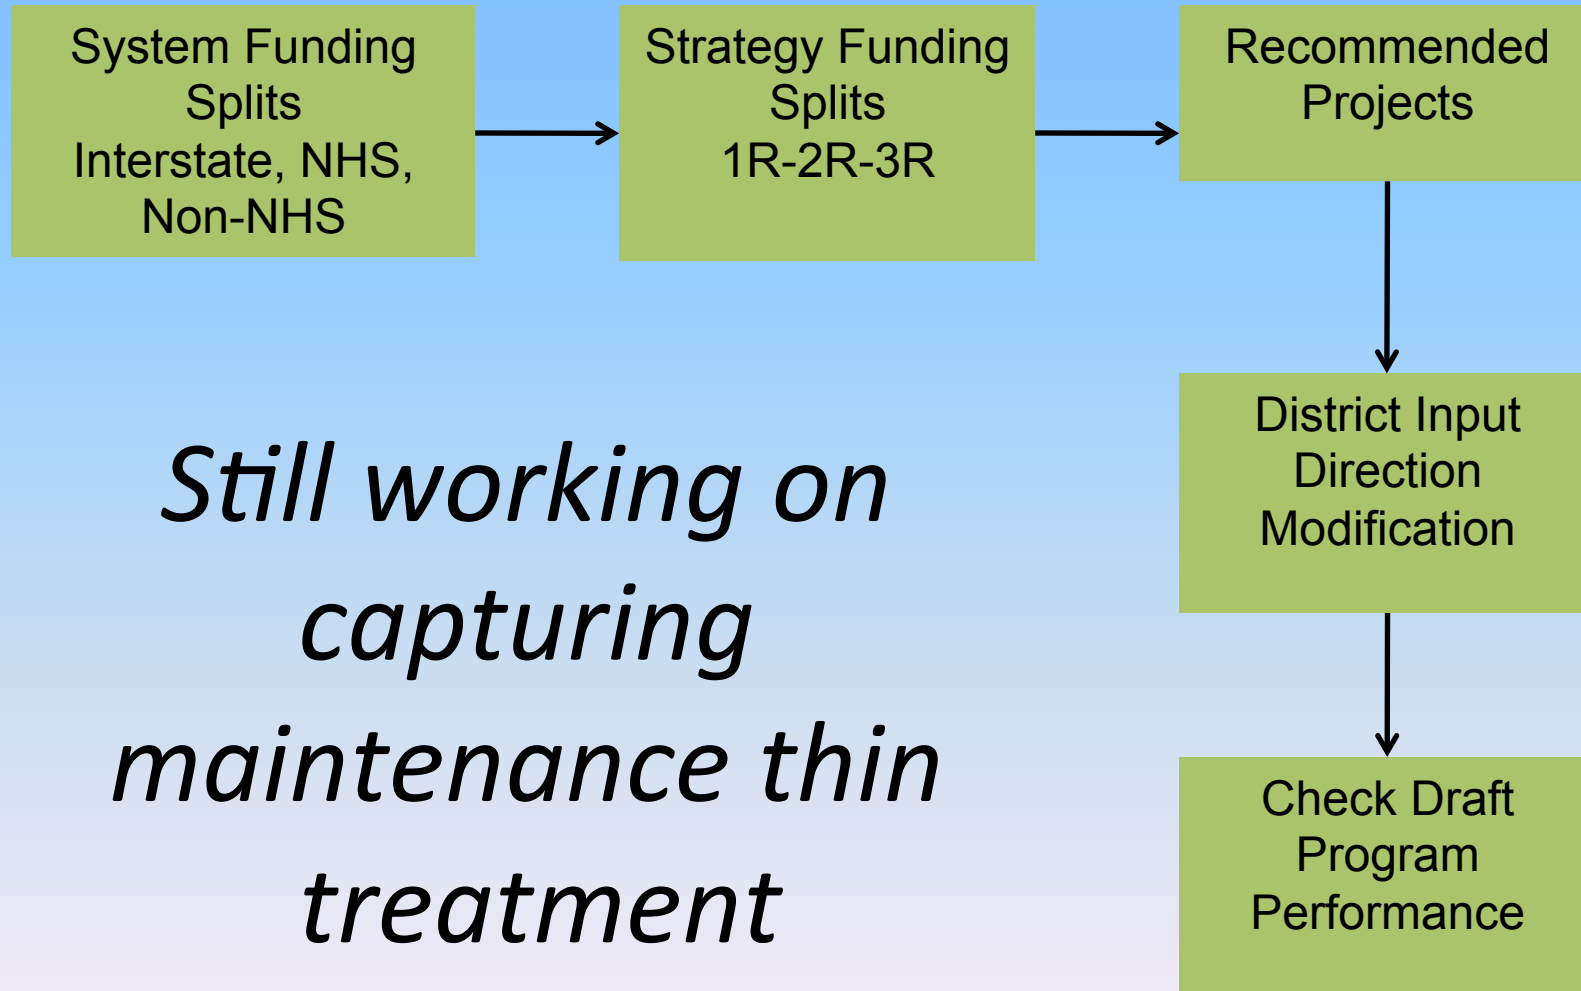 System Funding
Splits
Interstate, NHS,
Non-NHS
Strategy Funding
Splits
1R-2R-3R
Recommended
Projects
District Input
Direction
Modification
Check Draft
Program
Performance
Still working on
capturing
maintenance thin
treatment